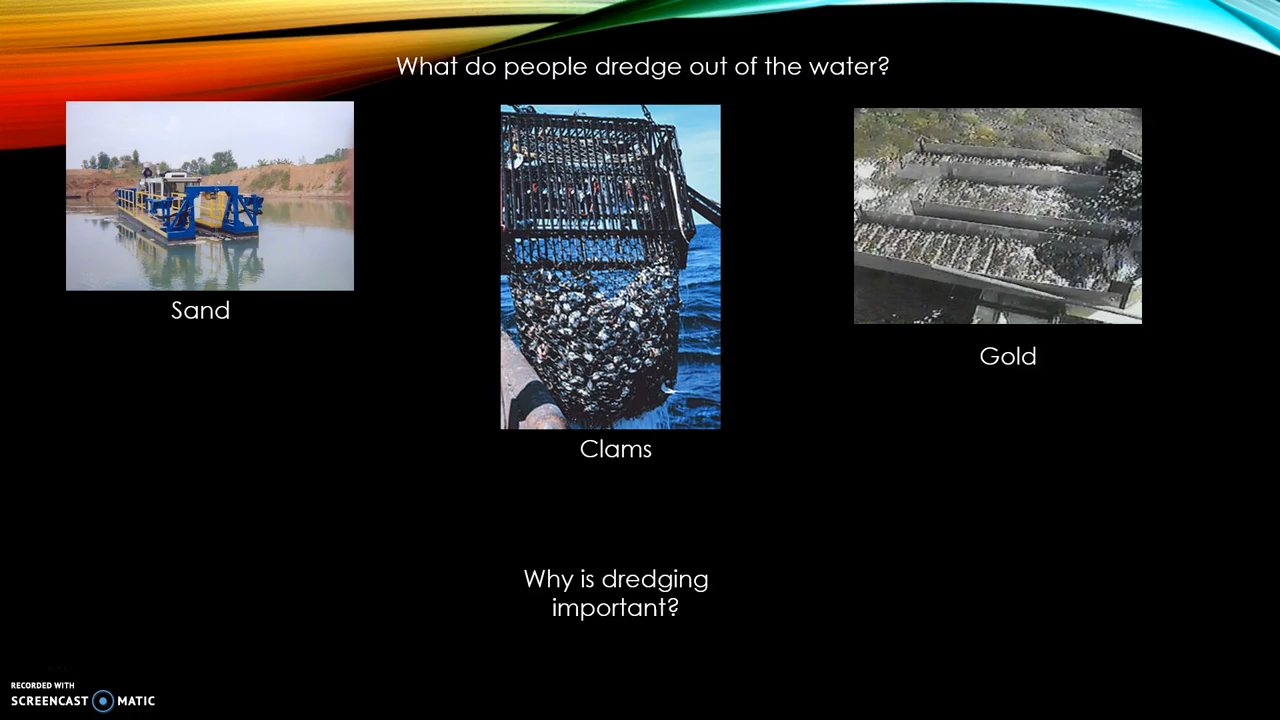 What do people dredge out of the water?
Sand
Clams
Gold
Why is dredging
important?
RECORDED WITH
SCREENCAST MATIC